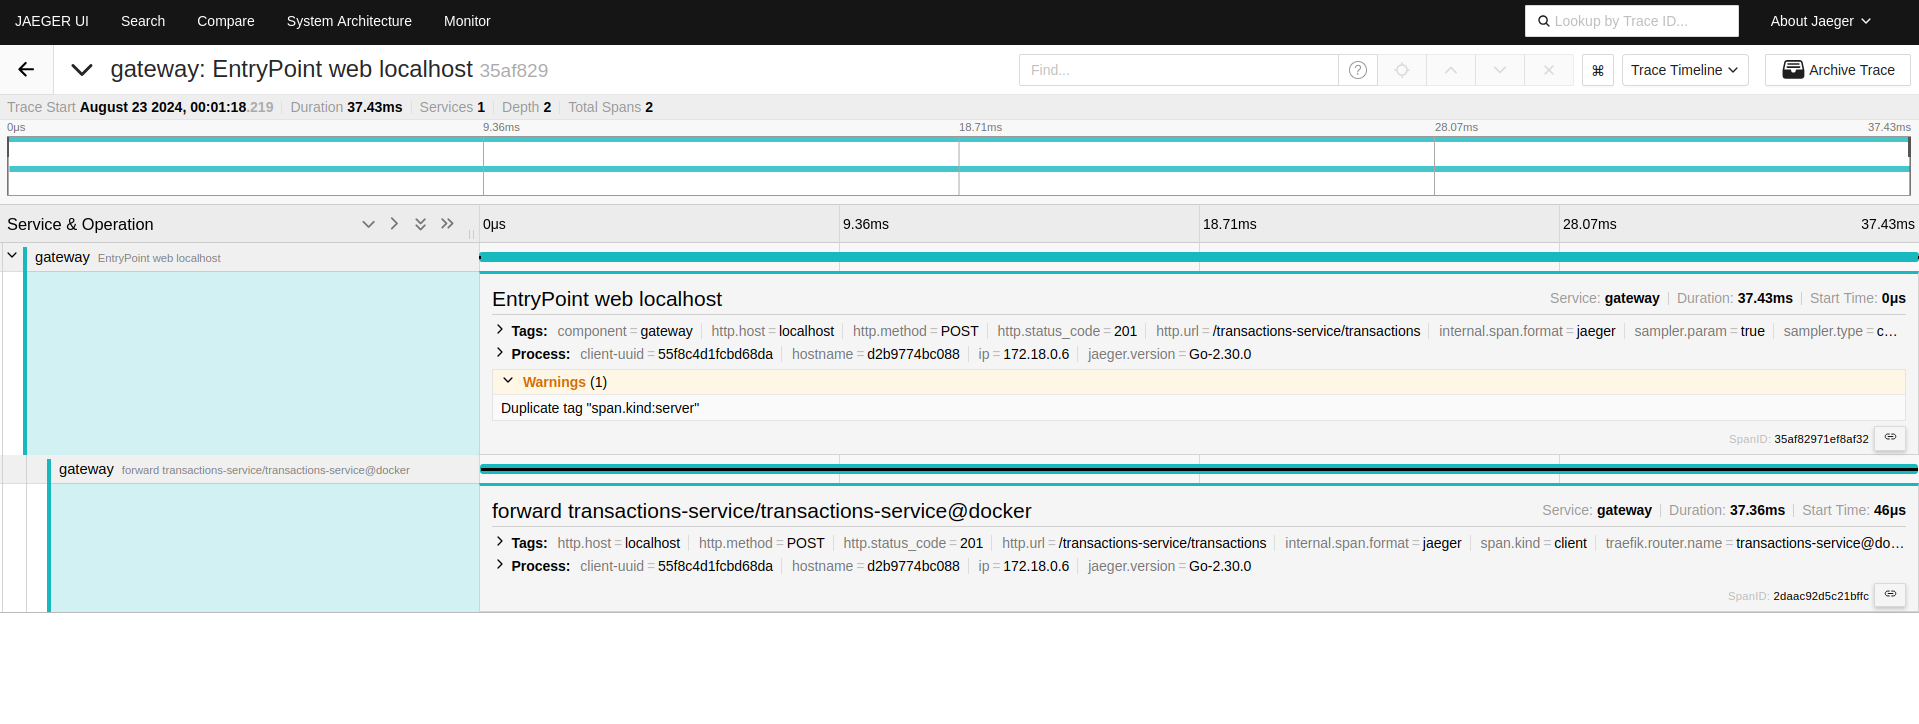 JAEGER UI Search Compare System Architecture Monitor Lookup by Trace ID... About Jaeger
gateway: EntryPoint web localhost 35af829 Find... ? ⌘ Trace Timeline Archive Trace
Trace Start August 23 2024, 00:01:18.219 Duration 37.43ms Services 1 Depth 2 Total Spans 2
0μs 9.36ms 18.71ms 28.07ms 37.43ms
Service & Operation 0μs 9.36ms 18.71ms 28.07ms 37.43ms
gateway EntryPoint web localhost
EntryPoint web localhost Service: gateway Duration: 37.43ms Start Time: 0μs
Tags: component = gateway http.host = localhost http.method = POST http.status_code = 201 http.url = /transactions-service/transactions internal.span.format = jaeger sampler.param = true sampler.type = c...
Process: client-uuid = 55f8c4d1fcbd68da hostname = d2b9774bc088 ip = 172.18.0.6 jaeger.version = Go-2.30.0
Warnings (1)
Duplicate tag "span.kind:server"
SpanID: 35af82971ef8af32
gateway forward transactions-service/transactions-service@docker
forward transactions-service/transactions-service@docker Service: gateway Duration: 37.36ms Start Time: 46μs
Tags: http.host = localhost http.method = POST http.status_code = 201 http.url = /transactions-service/transactions internal.span.format = jaeger span.kind = client traefik.router.name = transactions-service@do...
Process: client-uuid = 55f8c4d1fcbd68da hostname = d2b9774bc088 ip = 172.18.0.6 jaeger.version = Go-2.30.0
SpanID: 2daac92d5c21bffc